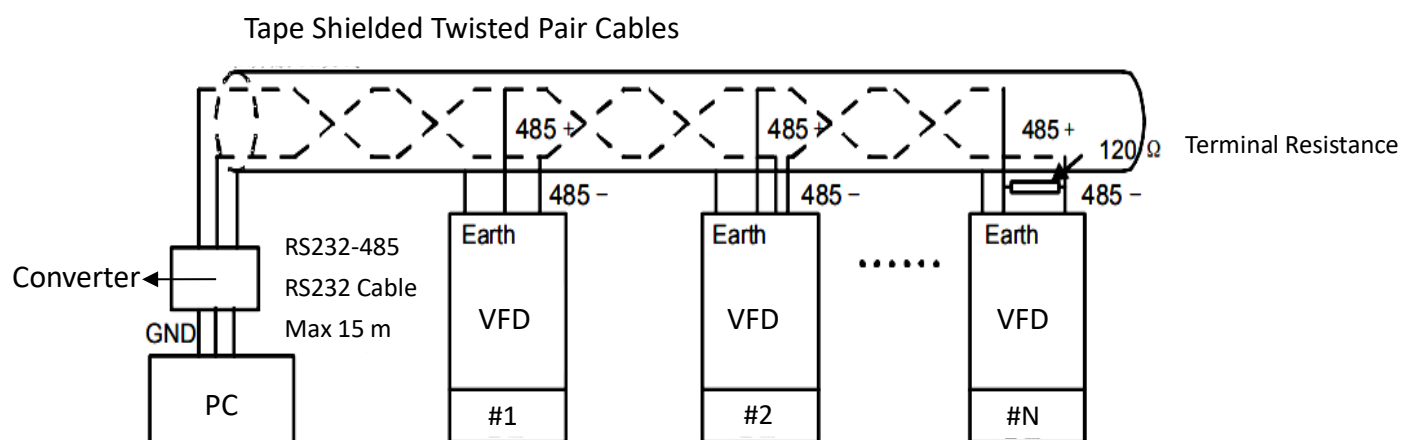 Tape Shielded Twisted Pair Cables
485 +
485 +
485 +
120 Ω
Terminal Resistance
485 −
485 −
485 −
Earth
Earth
Earth
RS232-485
Converter
RS232 Cable
Max 15 m
GND
VFD
VFD
VFD
......
PC
#1
#2
#N